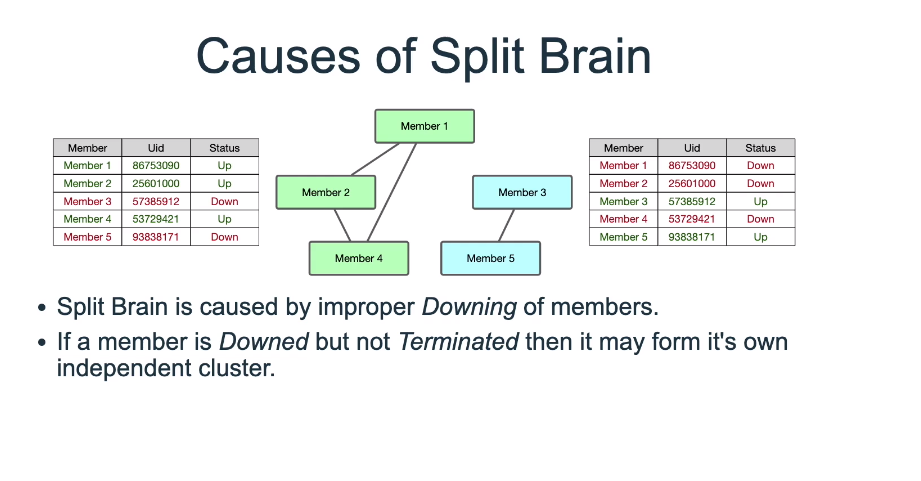 Causes of Split Brain
Member Uid Status
Member 1 86753090 Up
Member 2 25601000 Up
Member 3 57385912 Down
Member 4 53729421 Up
Member 5 93838171 Down
Member 1
Member 2
Member 3
Member 4
Member 5
Member Uid Status
Member 1 86753090 Down
Member 2 25601000 Down
Member 3 57385912 Up
Member 4 53729421 Down
Member 5 93838171 Up
• Split Brain is caused by improper Downing of members.
• If a member is Downed but not Terminated then it may form it's own
independent cluster.